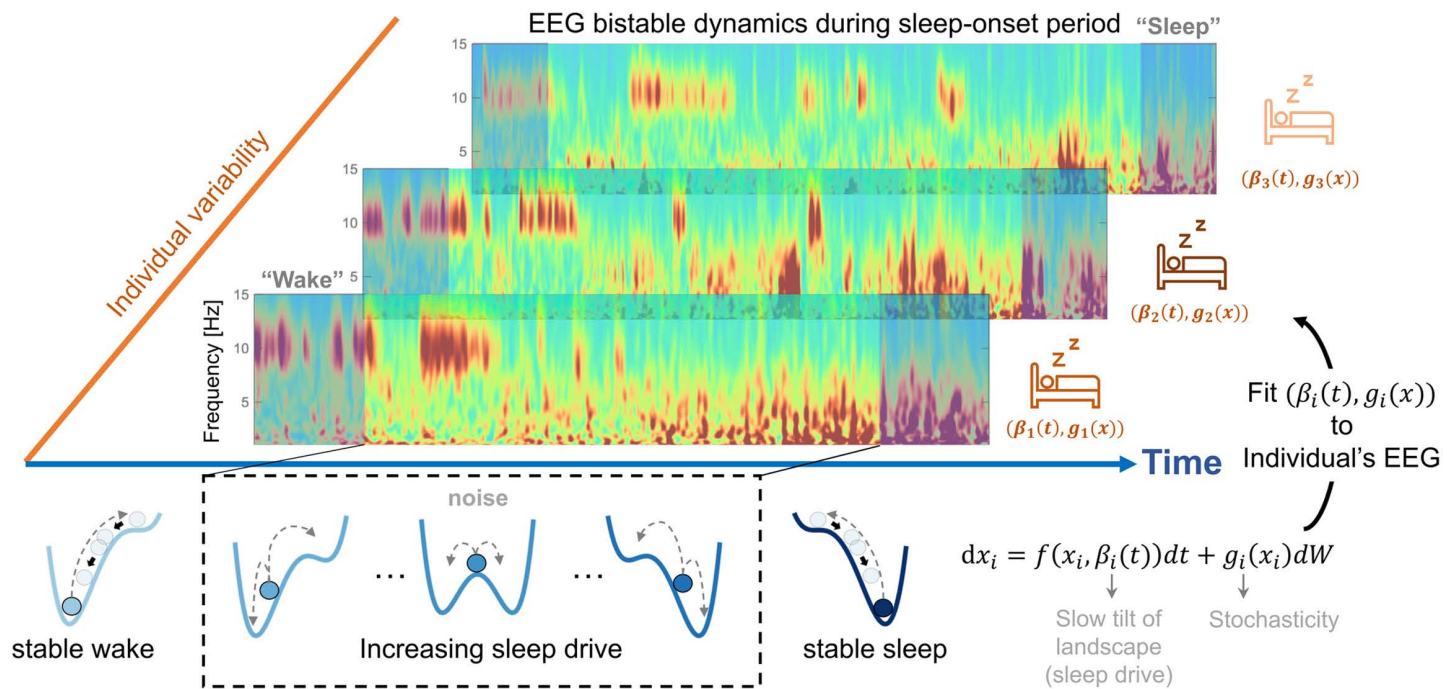 EEG bistable dynamics during sleep-onset period
"Sleep"
15
10
5
Z
Z
(β₃(t), g₃(x))
Individual variability
15
10
5
Z
Z
(β₂(t), g₂(x))
"Wake"
Frequency [Hz]
15
10
5
Z
Z
(β₁(t), g₁(x))
Fit (βᵢ(t), gᵢ(x))
to
Individual's EEG
Time
noise
...
...
stable wake
Increasing sleep drive
stable sleep
dxᵢ = f(xᵢ, βᵢ(t))dt + gᵢ(xᵢ)dW
Slow tilt of
landscape
(sleep drive)
Stochasticity